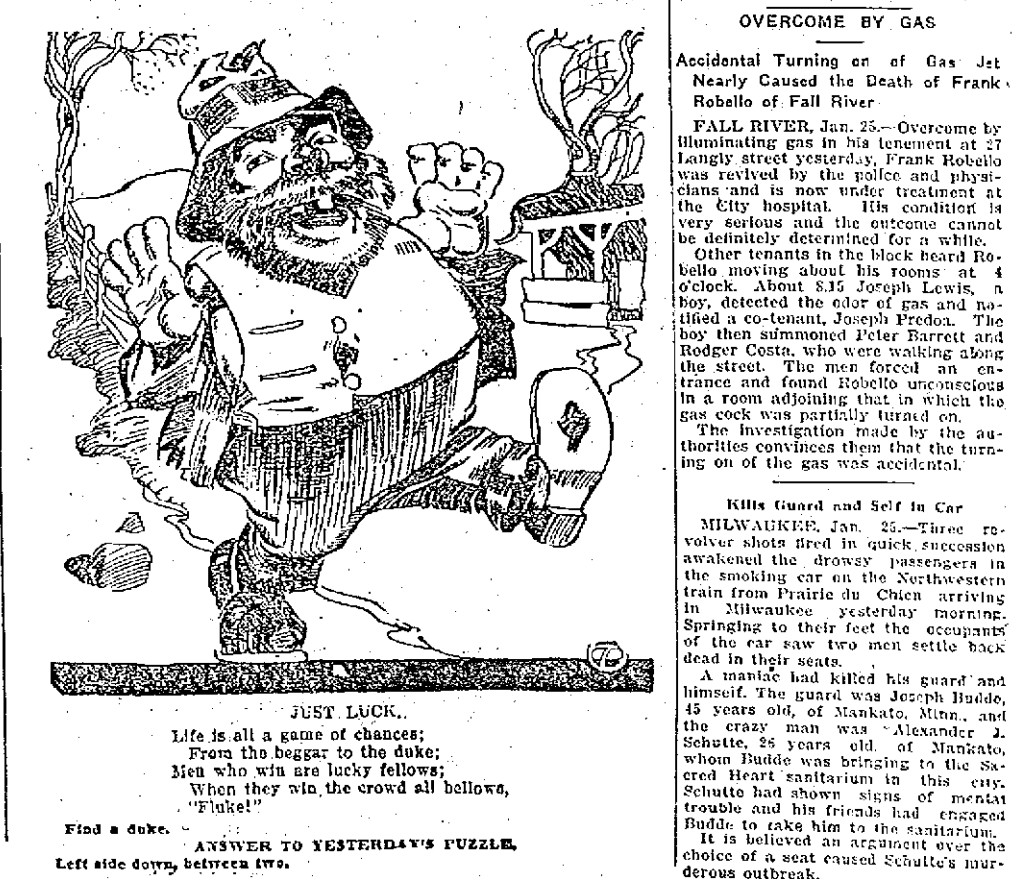 JUST LUCK.
Life is all a game of chances;
From the beggar to the duke;
Men who win are lucky fellows;
When they win the crowd all bellows,
"Fluke!"
Find a duke.
ANSWER TO YESTERDAY'S PUZZLE.
Left side down, between two.
OVERCOME BY GAS
Accidental Turning on of Gas Jet
Nearly Caused the Death of Frank
Robello of Fall River
FALL RIVER, Jan. 25.—Overcome by
illuminating gas in his tenement at 27
Langly street yesterday, Frank Robello
was revived by the police and physi-
cians and is now under treatment at
the City hospital. His condition is
very serious and the outcome cannot
be definitely determined for a while.
Other tenants in the block heard Ro-
bello moving about his rooms at 4
o'clock. About 8.15 Joseph Lewis, a
boy, detected the odor of gas and no-
tified a co-tenant, Joseph Predoa. The
boy then summoned Peter Barrett and
Rodger Costa, who were walking along
the street. The men forced an en-
trance and found Robello unconscious
in a room adjoining that in which the
gas cock was partially turned on.
The investigation made by the au-
thorities convinces them that the turn-
ing on of the gas was accidental.
Kills Guard and Self in Car
MILWAUKEE, Jan. 25.—Three re-
volver shots fired in quick succession
awakened the drowsy passengers in
the smoking car on the Northwestern
train from Prairie du Chien arriving
in Milwaukee yesterday morning.
Springing to their feet the occupants
of the car saw two men settle back
dead in their seats.
A maniac had killed his guard and
himself. The guard was Joseph Budde,
45 years old, of Mankato, Minn., and
the crazy man was Alexander J.
Schutte, 26 years old, of Mankato,
whom Budde was bringing to the Sa-
cred Heart sanitarium in this city.
Schutte had shown signs of mental
trouble and his friends had engaged
Budde to take him to the sanitarium.
It is believed an argument over the
choice of a seat caused Schutte's mur-
derous outbreak.